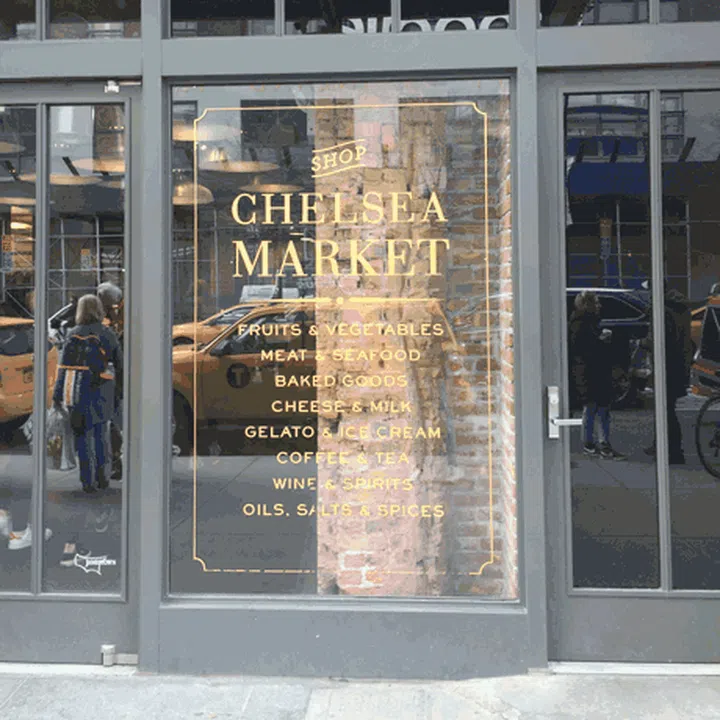 SHOP
CHELSEA
MARKET
FRUITS & VEGETABLES
MEAT & SEAFOOD
BAKED GOODS
CHEESE & MILK
GELATO & ICE CREAM
COFFEE & TEA
WINE & SPIRITS
OILS, SALTS & SPICES
T